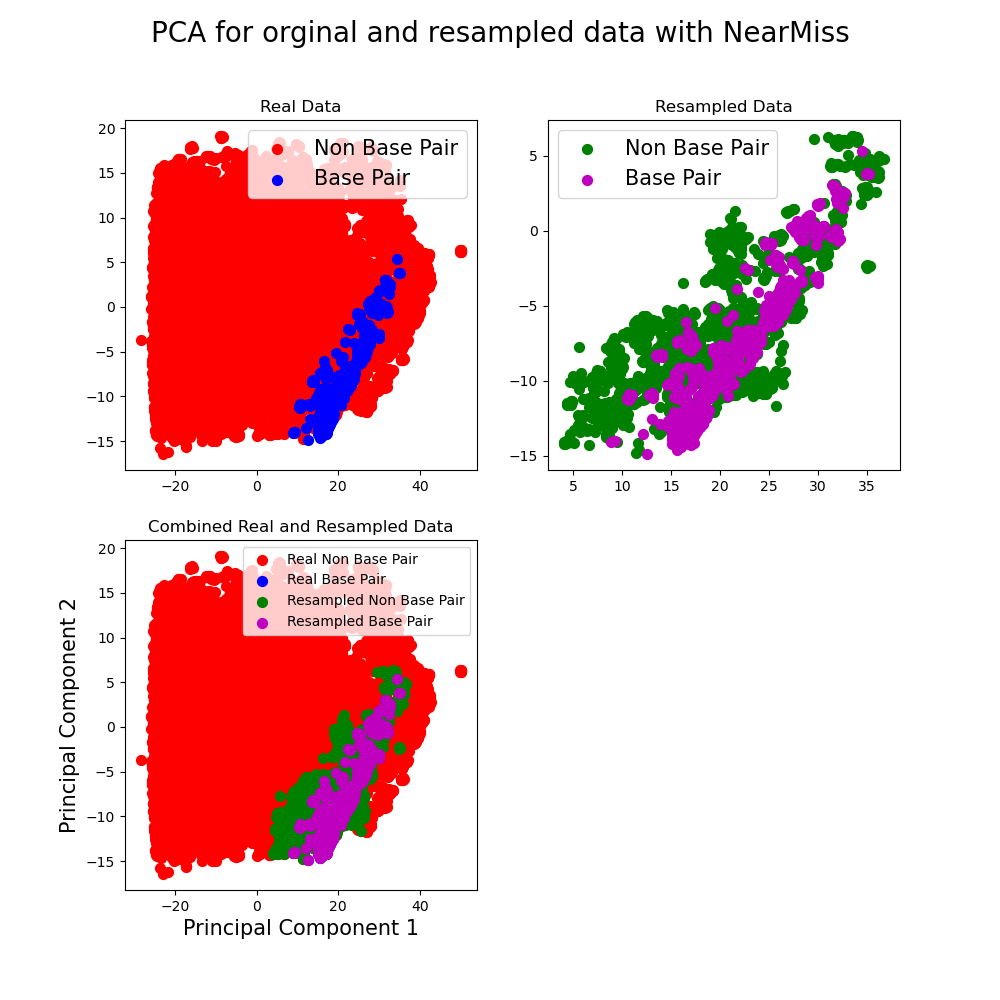 PCA for orginal and resampled data with NearMiss
Real Data
Non Base Pair
Base Pair
20
15
10
5
0
−5
−10
−15
−20
0
20
40
Resampled Data
Non Base Pair
Base Pair
5
0
−5
−10
−15
5
10
15
20
25
30
35
Combined Real and Resampled Data
Real Non Base Pair
Real Base Pair
Resampled Non Base Pair
Resampled Base Pair
20
15
10
5
0
−5
−10
−15
−20
0
20
40
Principal Component 2
Principal Component 1